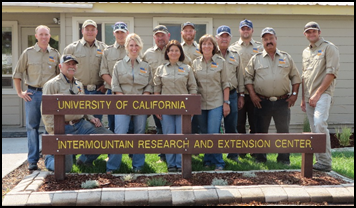 UNIVERSITY OF CALIFORNIA
INTERMOUNTAIN RESEARCH AND EXTENSION CENTER